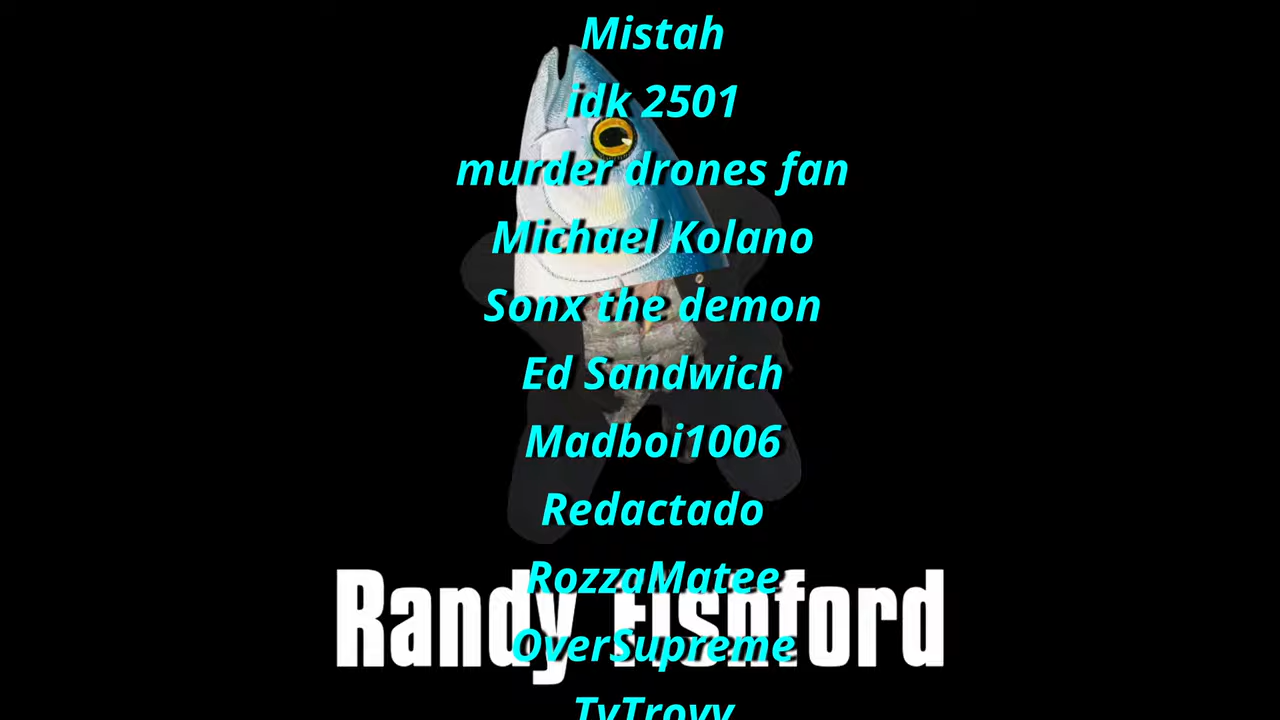 Mistah
idk 2501
murder drones fan
Michael Kolano
Sonx the demon
Ed Sandwich
Madboi1006
Redactado
RozzaMatee
Randy Fishford
OverSupreme